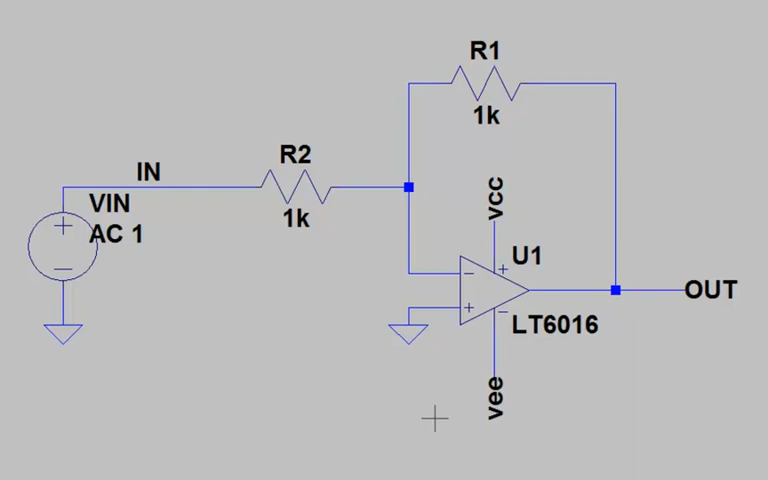 R1
1k
IN
R2
1k
VIN
AC 1
vcc
U1
OUT
LT6016
vee